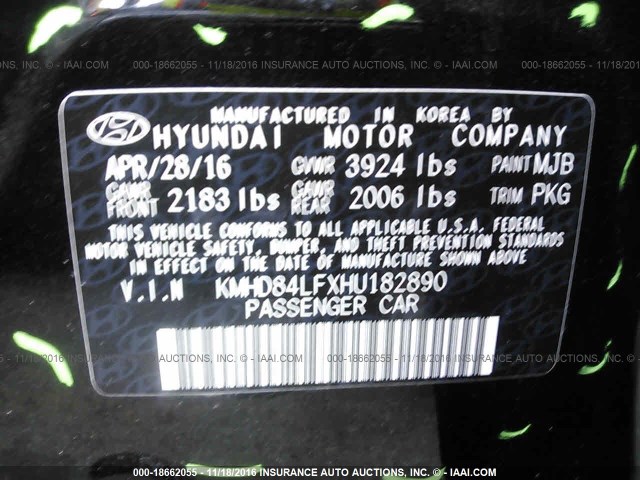 000-18662055 - 11/18/2016 INSURANCE AUTO AUCTIONS, INC. - IAAI.COM
MANUFACTURED IN KOREA BY
HYUNDAI MOTOR COMPANY
APR/28/16 GVWR 3924 lbs PAINT MJB
GAWR FRONT 2183 lbs GAWR REAR 2006 lbs TRIM PKG
THIS VEHICLE CONFORMS TO ALL APPLICABLE U.S.A. FEDERAL
MOTOR VEHICLE SAFETY, BUMPER, AND THEFT PREVENTION STANDARDS
IN EFFECT ON THE DATE OF MANUFACTURE SHOWN ABOVE
V.I.N KMHD84LFXHU182890
PASSENGER CAR
000-18662055 - 11/18/2016 INSURANCE AUTO AUCTIONS, INC. - IAAI.COM
000-18662055 - 11/18/2016 INSURANCE AUTO AUCTIONS, INC. - IAAI.COM